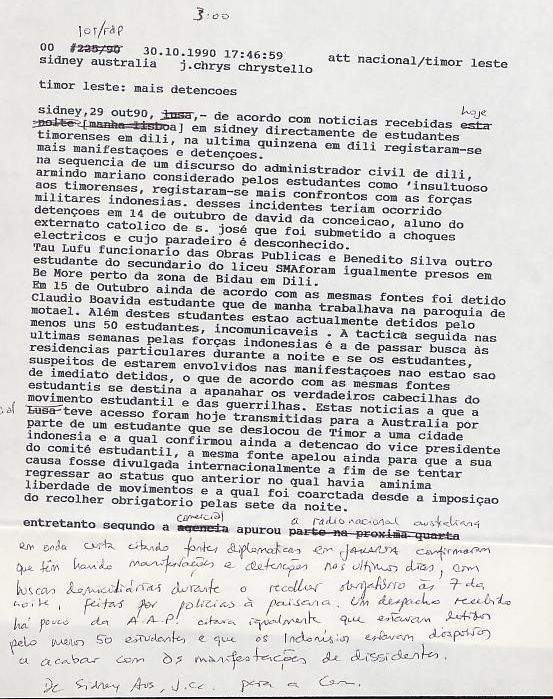 3:00
00 #225/90 30.10.1990 17:46:59 att nacional/timor leste
sidney australia j.chrys chrystello
timor leste: mais detencoes
hoje
sidney,29 out90, lusa,- de acordo com noticias recebidas esta
noite [manha lisboa] em sidney directamente de estudantes
timorenses em dili, na ultima quinzena em dili registaram-se
mais manifestaçoes e detençoes.
na sequencia de um discurso do administrador civil de dili,
armindo mariano considerado pelos estudantes como 'insultuoso
aos timorenses, registaram-se mais confrontos com as forças
militares indonesias. desses incidentes teriam ocorrido
detençoes em 14 de outubro de david da conceicao, aluno do
externato catolico de s. josé que foi submetido a choques
electricos e cujo paradeiro é desconhecido.
Tau Lufu funcionario das Obras Publicas e Benedito Silva outro
estudante do secundario do liceu SMAforam igualmente presos em
Be More perto da zona de Bidau em Dili.
Em 15 de Outubro ainda de acordo com as mesmas fontes foi detido
Claudio Boavida estudante que de manha trabalhava na paroquia de
motael. Além destes studantes estao actualmente detidos pelo
menos uns 50 estudantes, incomunicaveis . A tactica seguida nas
ultimas semanas pelas forças indonesias é a de passar busca às
residencias particulares durante a noite e se os estudantes,
suspeitos de estarem envolvidos nas manifestaçoes nao estao sao
de imediato detidos, o que de acordo com as mesmas fontes
estudantis se destina a apanahar os verdadeiros cabecilhas do
movimento estudantil e das guerrilhas. Estas noticias a que a
Lusa teve acesso foram hoje transmitidas para a Australia por
parte de um estudante que se deslocou de Timor a uma cidade
indonesia e a qual confirmou ainda a detencao do vice presidente
do comité estudantil, a mesma fonte apelou ainda para que a sua
causa fosse divulgada internacionalmente a fim de se tentar
regressar ao status quo anterior no qual havia aminima
liberdade de movimentos e a qual foi coarctada desde a imposiçao
do recolher obrigatorio pelas sete da noite.
comercial a radio nacional australiana
entretanto sequndo a agencia apurou parte na proxima quarta
em onda curta citando fontes diplomaticas em JAKARTA confirmaram
que têm havido manifestações e detenções nos ultimos dias, com
buscas domiciliárias durante o recolher obrigatório às 7 da
noite, feitas por policias à paisana. Um despacho recebido
há pouco da A.A.P. citava igualmente que estavam detidos
pelo menos 50 estudantes e que os Indonésios estavam dispostos
a acabar com as manifestações de dissidentes.
De Sidney Aus, J.C.C. para a Com.